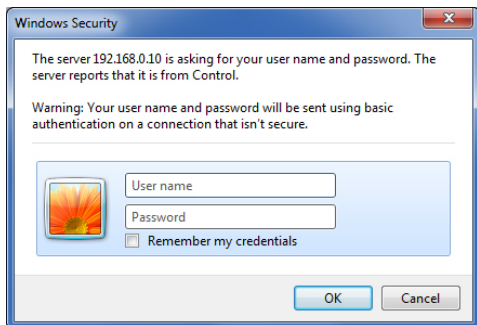 Windows Security
The server 192.168.0.10 is asking for your user name and password. The
server reports that it is from Control.
Warning: Your user name and password will be sent using basic
authentication on a connection that isn't secure.
User name
Password
Remember my credentials
OK
Cancel